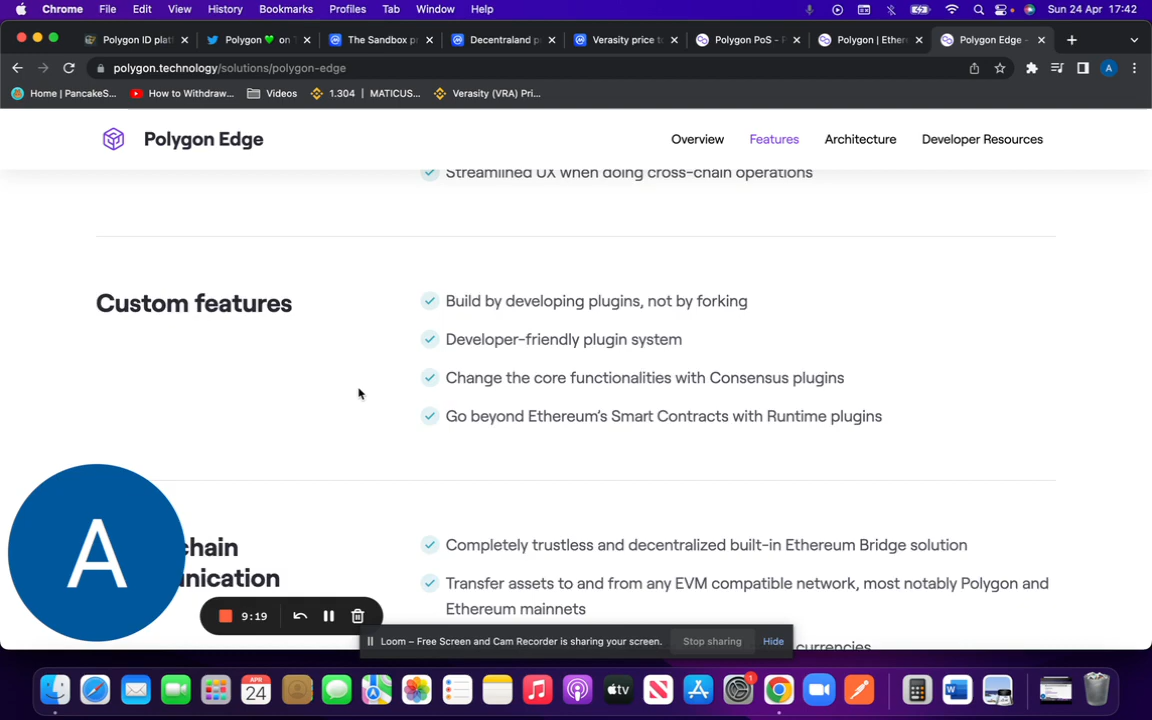 Chrome File Edit View History Bookmarks Profiles Tab Window Help Sun 24 Apr 17:42
Polygon ID plat Polygon 💚 on T The Sandbox pr Decentraland p Verasity price t Polygon PoS - P Polygon | Ether Polygon Edge -
polygon.technology/solutions/polygon-edge A
Home | PancakeS... How to Withdraw... Videos 1.304 | MATICUS... Verasity (VRA) Pri...
Polygon Edge Overview Features Architecture Developer Resources
Streamlined UX when doing cross-chain operations
Custom features
Build by developing plugins, not by forking
Developer-friendly plugin system
Change the core functionalities with Consensus plugins
Go beyond Ethereum's Smart Contracts with Runtime plugins
chain
nication
Completely trustless and decentralized built-in Ethereum Bridge solution
Transfer assets to and from any EVM compatible network, most notably Polygon and
Ethereum mainnets
currencies
A
9:19
Loom – Free Screen and Cam Recorder is sharing your screen. Stop sharing Hide
APR
24
tv
1